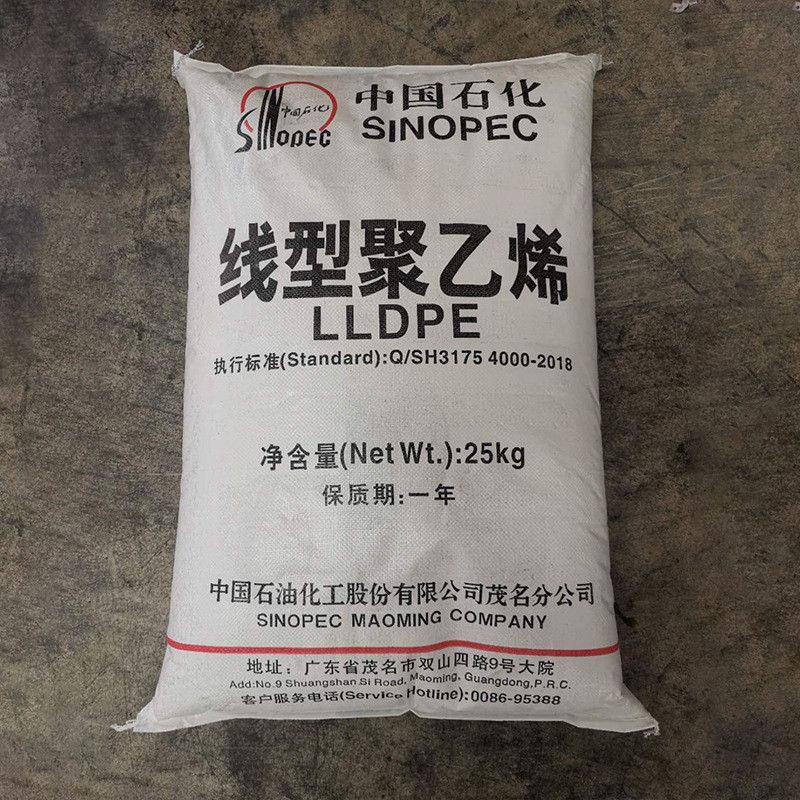 中国石化
SINOPEC
中国石化
SINOPEC
线型聚乙烯
LLDPE
执行标准(Standard):Q/SH3175 4000-2018
净含量(Net Wt.):25kg
保质期:一年
中国石油化工股份有限公司茂名分公司
SINOPEC MAOMING COMPANY
地址：广东省茂名市双山四路9号大院
Add:No.9 Shuangshan Si Road, Maoming, Guangdong,P.R.C.
客户服务电话(Service Hotline):0086-95388